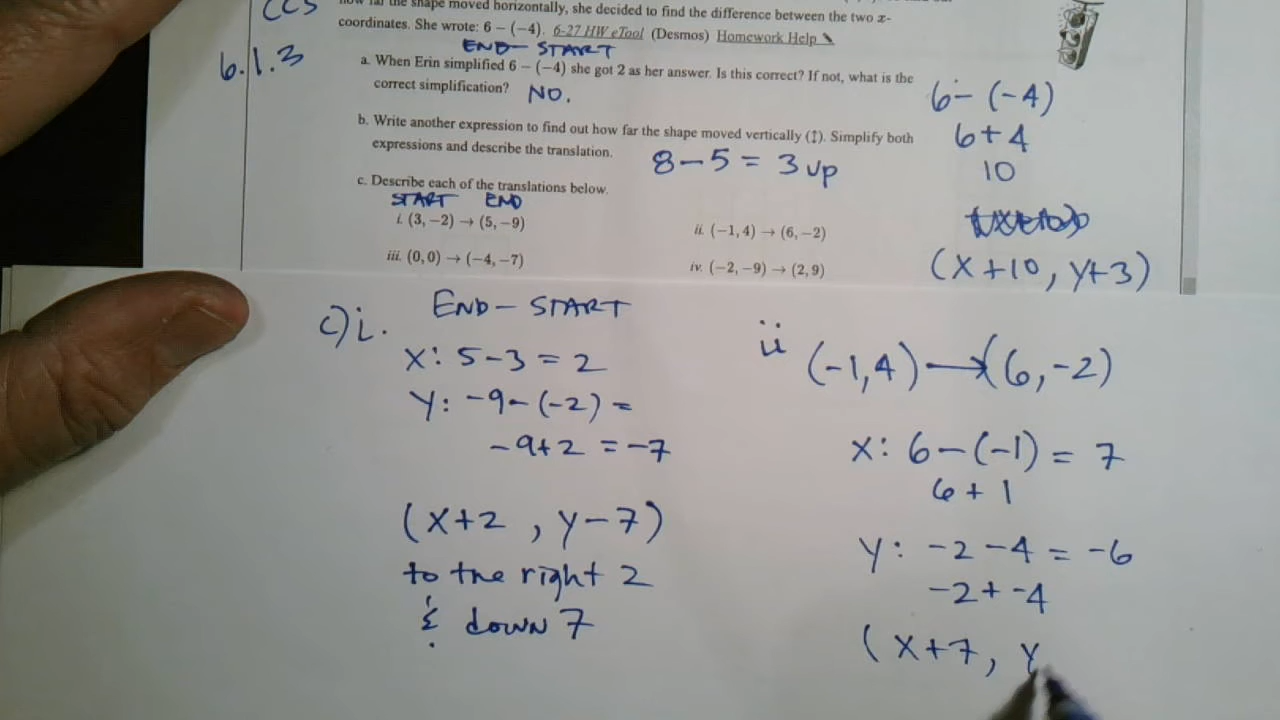 CCS
how far the shape moved horizontally, she decided to find the difference between the two x-
coordinates. She wrote: 6 − (−4). 6-27 HW eTool (Desmos) Homework Help
END − START
6.1.3
a. When Erin simplified 6 − (−4) she got 2 as her answer. Is this correct? If not, what is the
correct simplification? NO.
6 − (−4)
6+4
10
b. Write another expression to find out how far the shape moved vertically (↕). Simplify both
expressions and describe the translation. 8 − 5 = 3 up
c. Describe each of the translations below.
START END
i. (3, −2) → (5, −9) ii. (−1, 4) → (6, −2)
iii. (0, 0) → (−4, −7) iv. (−2, −9) → (2, 9)
(x+10, y+3)
c) i. END − START
x: 5−3 = 2
y: −9−(−2) =
−9+2 = −7
(x+2, y−7)
to the right 2
& down 7
ii (−1,4) → (6,−2)
x: 6−(−1) = 7
6+1
y: −2−4 = −6
−2+−4
(x+7, y